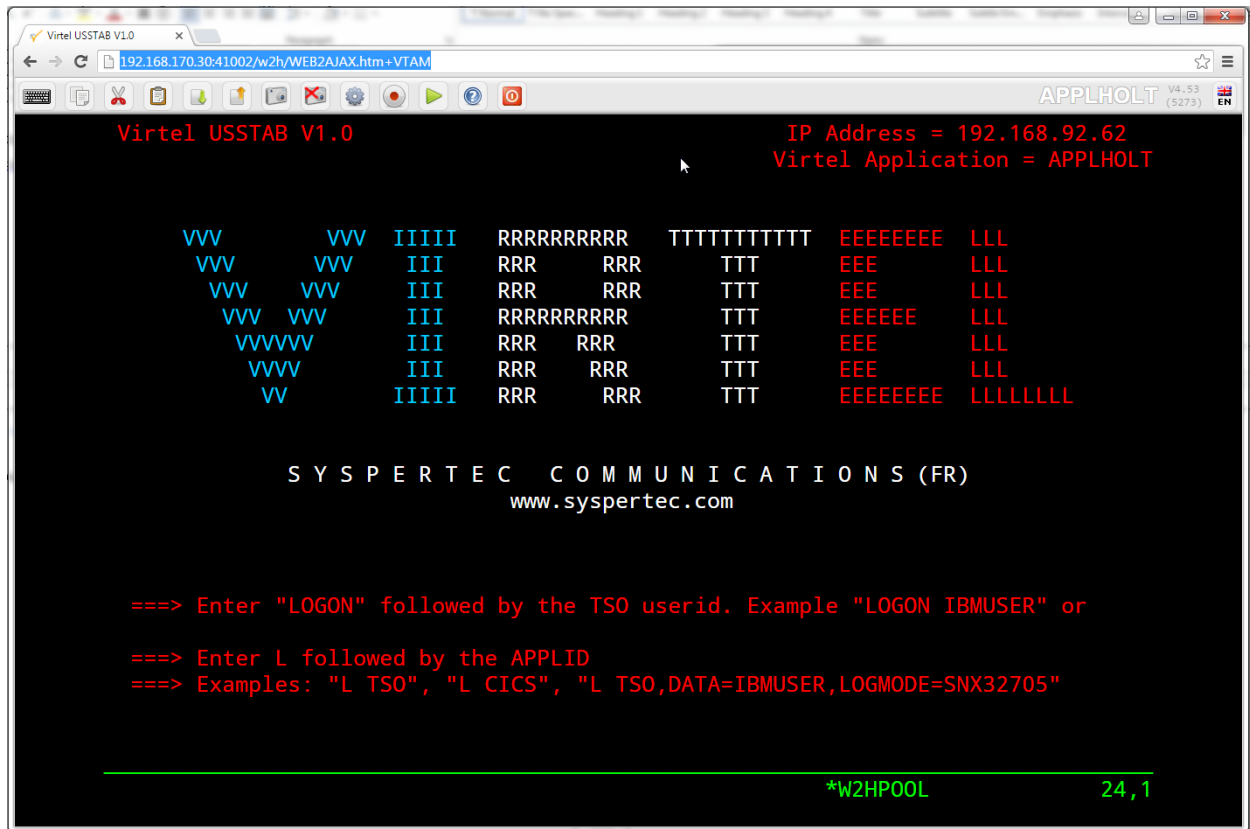 Virtel USSTAB V1.0
192.168.170.30:41002/w2h/WEB2AJAX.htm+VTAM
APPLHOLT V4.53 (5273) EN
Virtel USSTAB V1.0 IP Address = 192.168.92.62
Virtel Application = APPLHOLT
VVV VVV IIIII RRRRRRRRRR TTTTTTTTTTT EEEEEEEE LLL
VVV VVV III RRR RRR TTT EEE LLL
VVV VVV III RRR RRR TTT EEE LLL
VVV VVV III RRRRRRRRRR TTT EEEEEE LLL
VVVVVV III RRR RRR TTT EEE LLL
VVVV III RRR RRR TTT EEE LLL
VV IIIII RRR RRR TTT EEEEEEEE LLLLLLLL
S Y S P E R T E C C O M M U N I C A T I O N S (FR)
www.syspertec.com
===> Enter "LOGON" followed by the TSO userid. Example "LOGON IBMUSER" or
===> Enter L followed by the APPLID
===> Examples: "L TSO", "L CICS", "L TSO,DATA=IBMUSER,LOGMODE=SNX32705"
*W2HPOOL 24,1